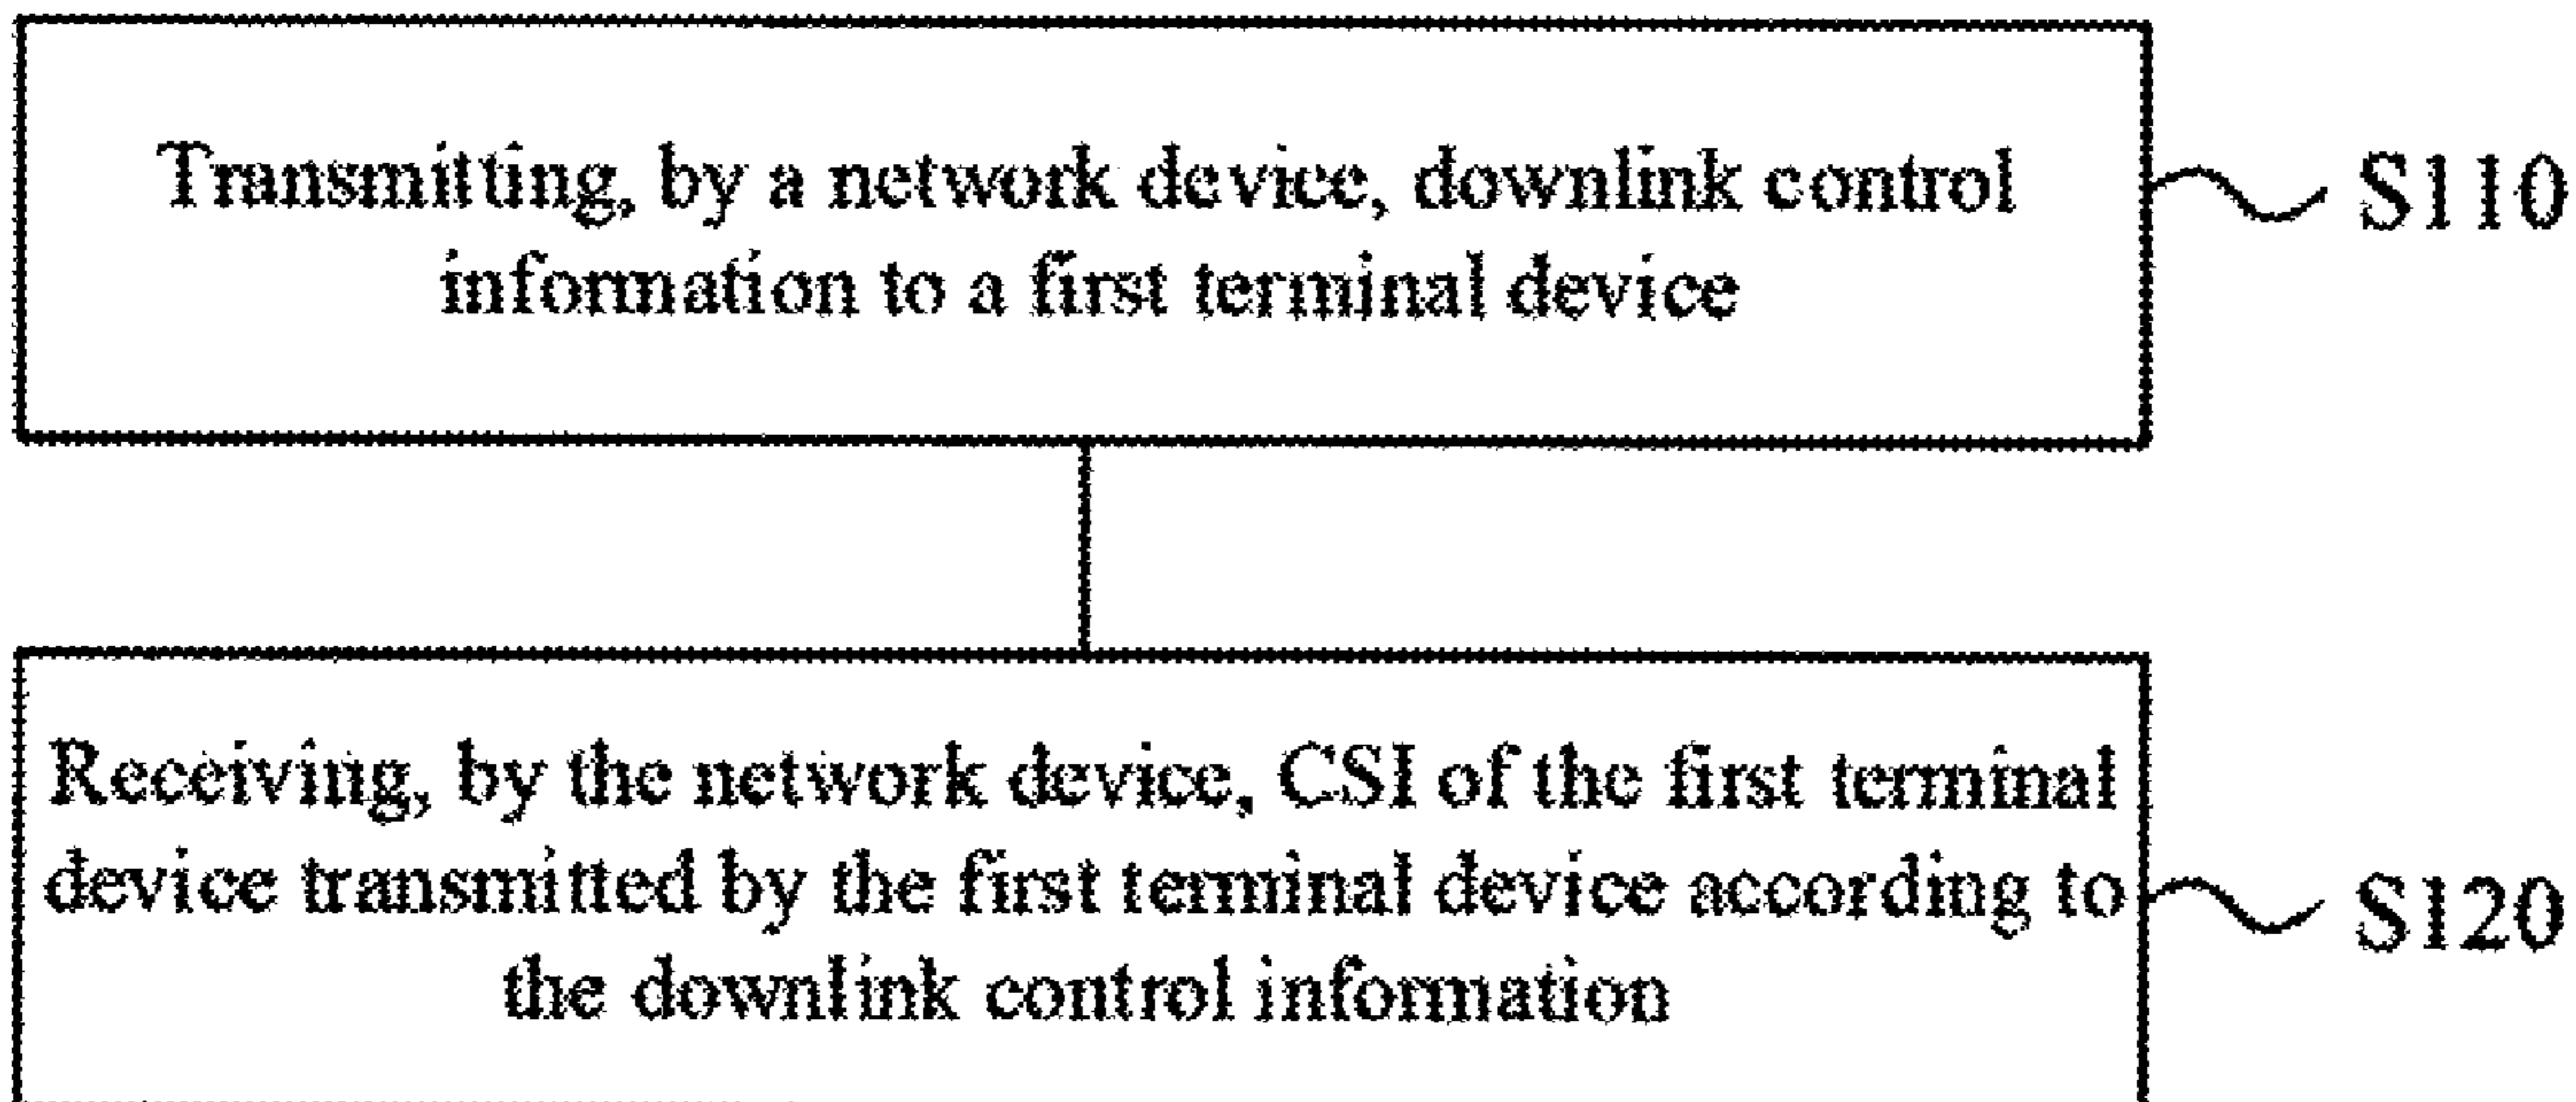 Transmitting, by a network device, downlink control
information to a first terminal device
S110
Receiving, by the network device, CSI of the first terminal
device transmitted by the first terminal device according to
the downlink control information
S120